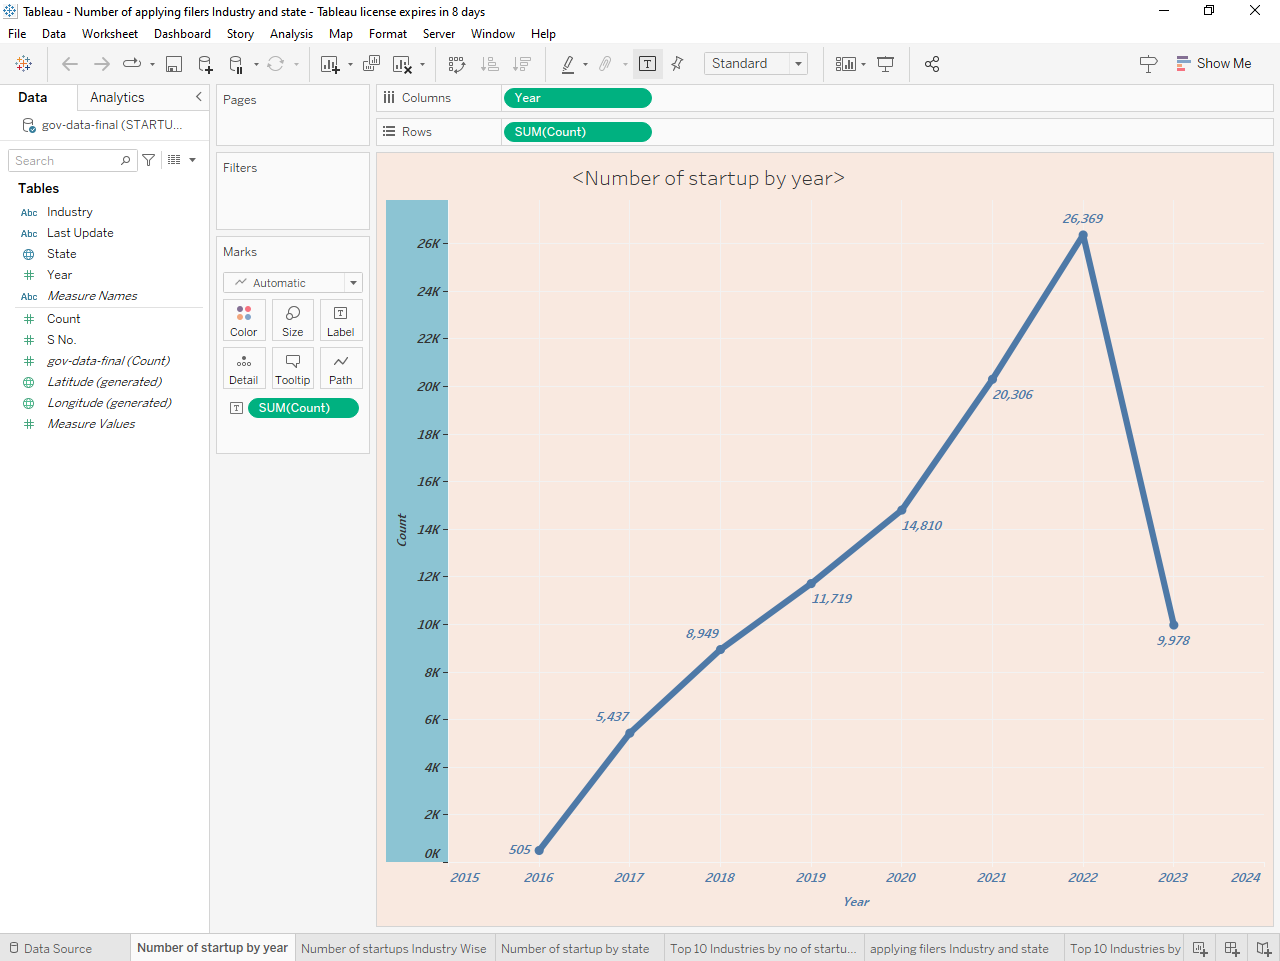 Tableau - Number of applying filers Industry and state - Tableau license expires in 8 days
File Data Worksheet Dashboard Story Analysis Map Format Server Window Help
Standard
Show Me
Data Analytics
gov-data-final (STARTU...
Search
Tables
Abc Industry
Abc Last Update
State
Year
Abc Measure Names
Count
S No.
gov-data-final (Count)
Latitude (generated)
Longitude (generated)
Measure Values
Pages
Filters
Marks
Automatic
Color Size Label
Detail Tooltip Path
SUM(Count)
Columns Year
Rows SUM(Count)
<Number of startup by year>
26,369
26K
24K
22K
20K
20,306
18K
16K
14,810
14K
Count
12K
11,719
10K
8,949
9,978
8K
6K
5,437
4K
2K
0K
505
2015 2016 2017 2018 2019 2020 2021 2022 2023 2024
Year
Data Source Number of startup by year Number of startups Industry Wise Number of startup by state Top 10 Industries by no of startu... applying filers Industry and state Top 10 Industries by